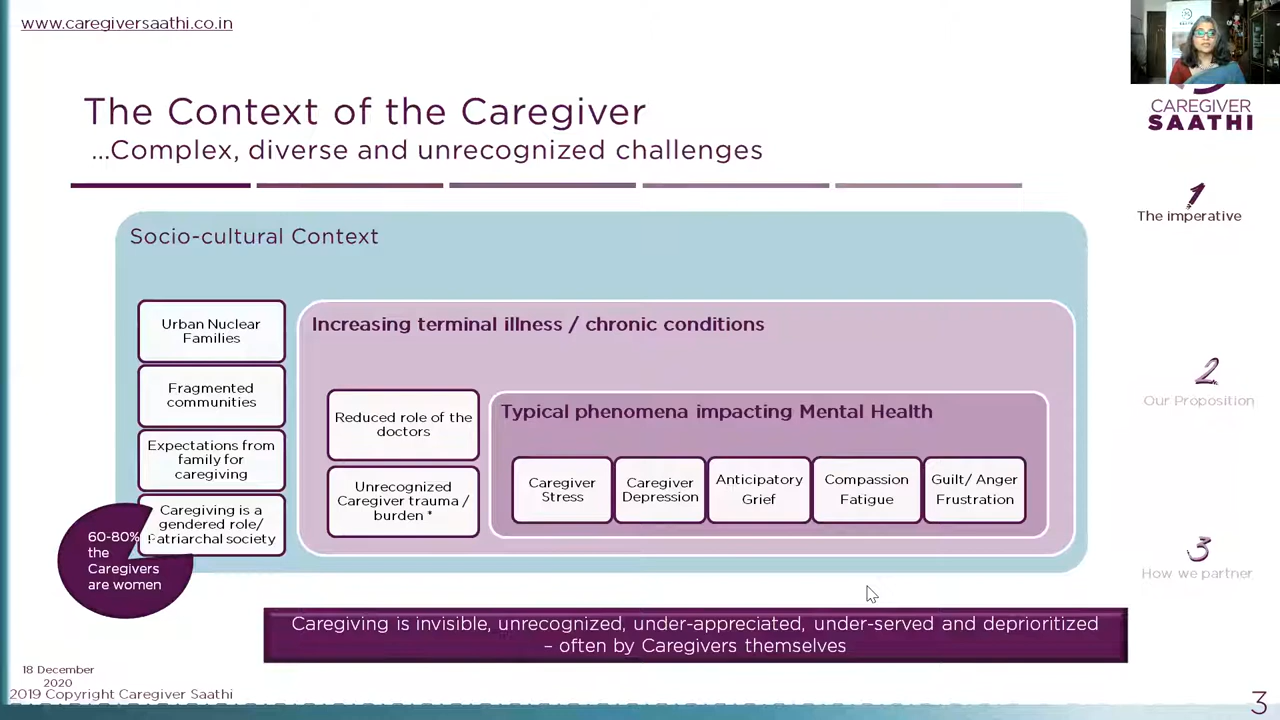 www.caregiversaathi.co.in
CAREGIVER
SAATHI
The Context of the Caregiver
...Complex, diverse and unrecognized challenges
1
The imperative
2
Our Proposition
3
How we partner
Socio-cultural Context
Urban Nuclear
Families
Fragmented
communities
Expectations from
family for
caregiving
Caregiving is a
gendered role/
Patriarchal society
60-80%
the
Caregivers
are women
Increasing terminal illness / chronic conditions
Reduced role of the
doctors
Unrecognized
Caregiver trauma /
burden *
Typical phenomena impacting Mental Health
Caregiver
Stress
Caregiver
Depression
Anticipatory
Grief
Compassion
Fatigue
Guilt/ Anger
Frustration
Caregiving is invisible, unrecognized, under-appreciated, under-served and deprioritized
– often by Caregivers themselves
18 December
2020
2019 Copyright Caregiver Saathi
3